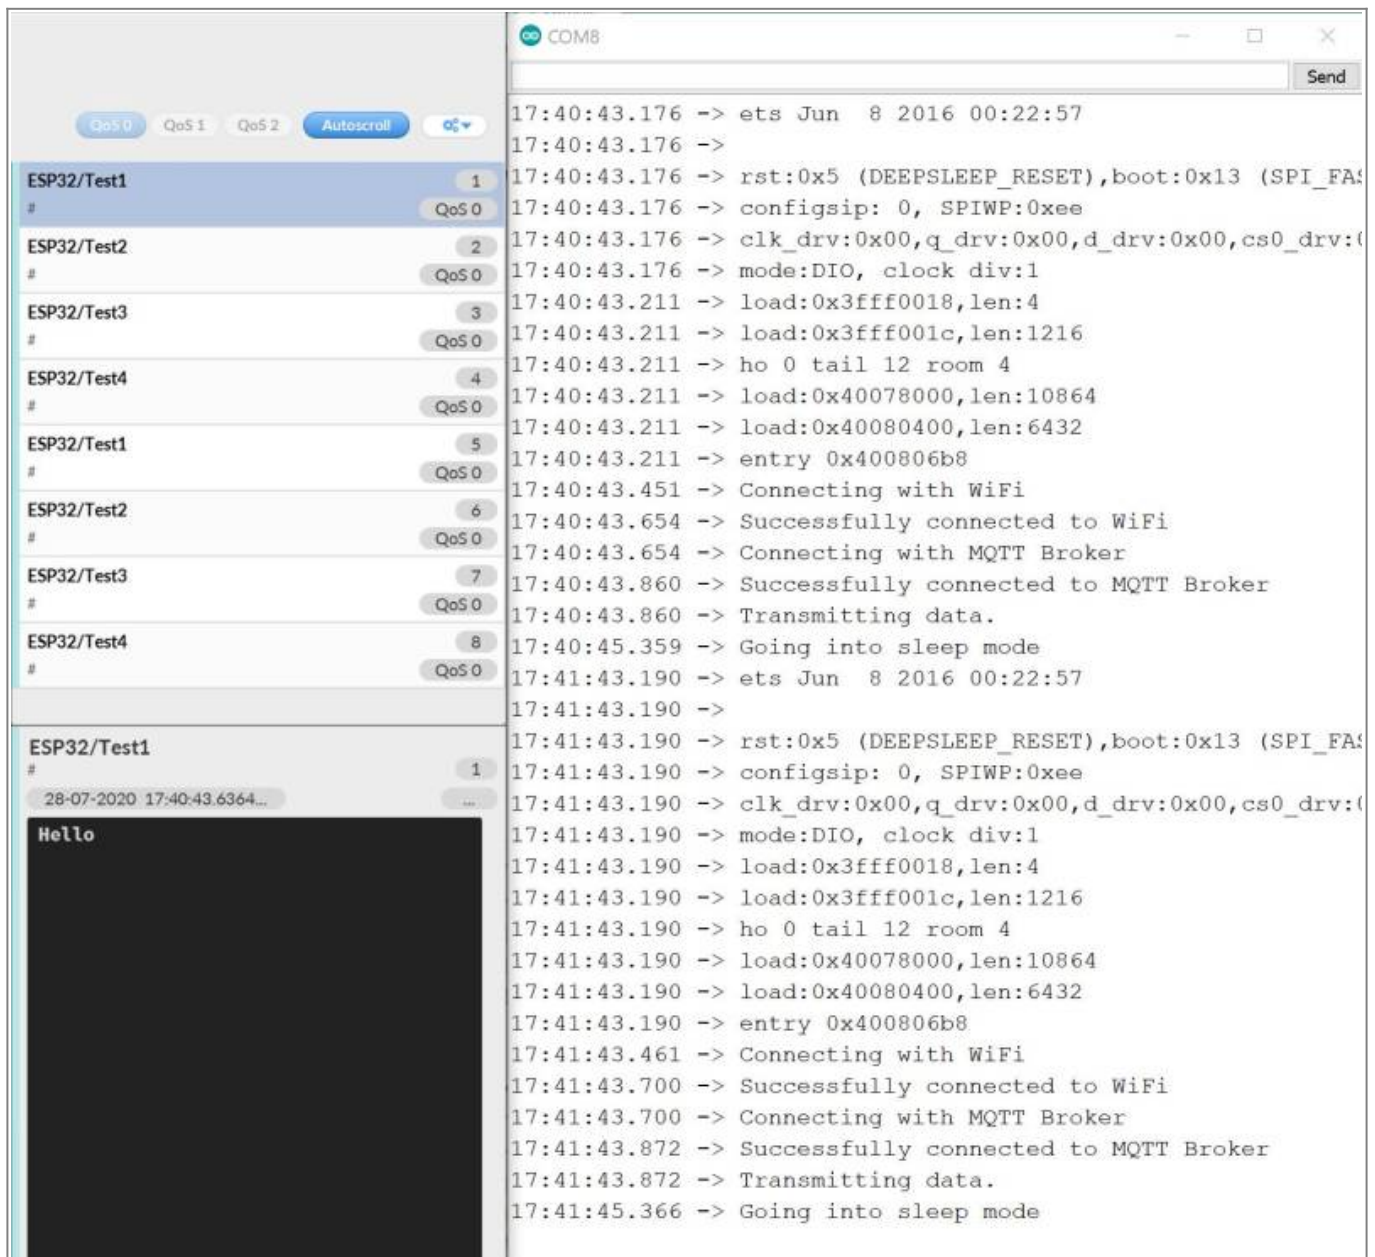 QoS 0 QoS 1 QoS 2 Autoscroll
ESP32/Test1 1
# QoS 0
ESP32/Test2 2
# QoS 0
ESP32/Test3 3
# QoS 0
ESP32/Test4 4
# QoS 0
ESP32/Test1 5
# QoS 0
ESP32/Test2 6
# QoS 0
ESP32/Test3 7
# QoS 0
ESP32/Test4 8
# QoS 0
ESP32/Test1
# 1
28-07-2020 17:40:43.6364... ...
Hello
COM8
Send
17:40:43.176 -> ets Jun  8 2016 00:22:57
17:40:43.176 ->
17:40:43.176 -> rst:0x5 (DEEPSLEEP_RESET),boot:0x13 (SPI_FAS
17:40:43.176 -> configsip: 0, SPIWP:0xee
17:40:43.176 -> clk_drv:0x00,q_drv:0x00,d_drv:0x00,cs0_drv:0
17:40:43.176 -> mode:DIO, clock div:1
17:40:43.211 -> load:0x3fff0018,len:4
17:40:43.211 -> load:0x3fff001c,len:1216
17:40:43.211 -> ho 0 tail 12 room 4
17:40:43.211 -> load:0x40078000,len:10864
17:40:43.211 -> load:0x40080400,len:6432
17:40:43.211 -> entry 0x400806b8
17:40:43.451 -> Connecting with WiFi
17:40:43.654 -> Successfully connected to WiFi
17:40:43.654 -> Connecting with MQTT Broker
17:40:43.860 -> Successfully connected to MQTT Broker
17:40:43.860 -> Transmitting data.
17:40:45.359 -> Going into sleep mode
17:41:43.190 -> ets Jun  8 2016 00:22:57
17:41:43.190 ->
17:41:43.190 -> rst:0x5 (DEEPSLEEP_RESET),boot:0x13 (SPI_FAS
17:41:43.190 -> configsip: 0, SPIWP:0xee
17:41:43.190 -> clk_drv:0x00,q_drv:0x00,d_drv:0x00,cs0_drv:0
17:41:43.190 -> mode:DIO, clock div:1
17:41:43.190 -> load:0x3fff0018,len:4
17:41:43.190 -> load:0x3fff001c,len:1216
17:41:43.190 -> ho 0 tail 12 room 4
17:41:43.190 -> load:0x40078000,len:10864
17:41:43.190 -> load:0x40080400,len:6432
17:41:43.190 -> entry 0x400806b8
17:41:43.461 -> Connecting with WiFi
17:41:43.700 -> Successfully connected to WiFi
17:41:43.700 -> Connecting with MQTT Broker
17:41:43.872 -> Successfully connected to MQTT Broker
17:41:43.872 -> Transmitting data.
17:41:45.366 -> Going into sleep mode